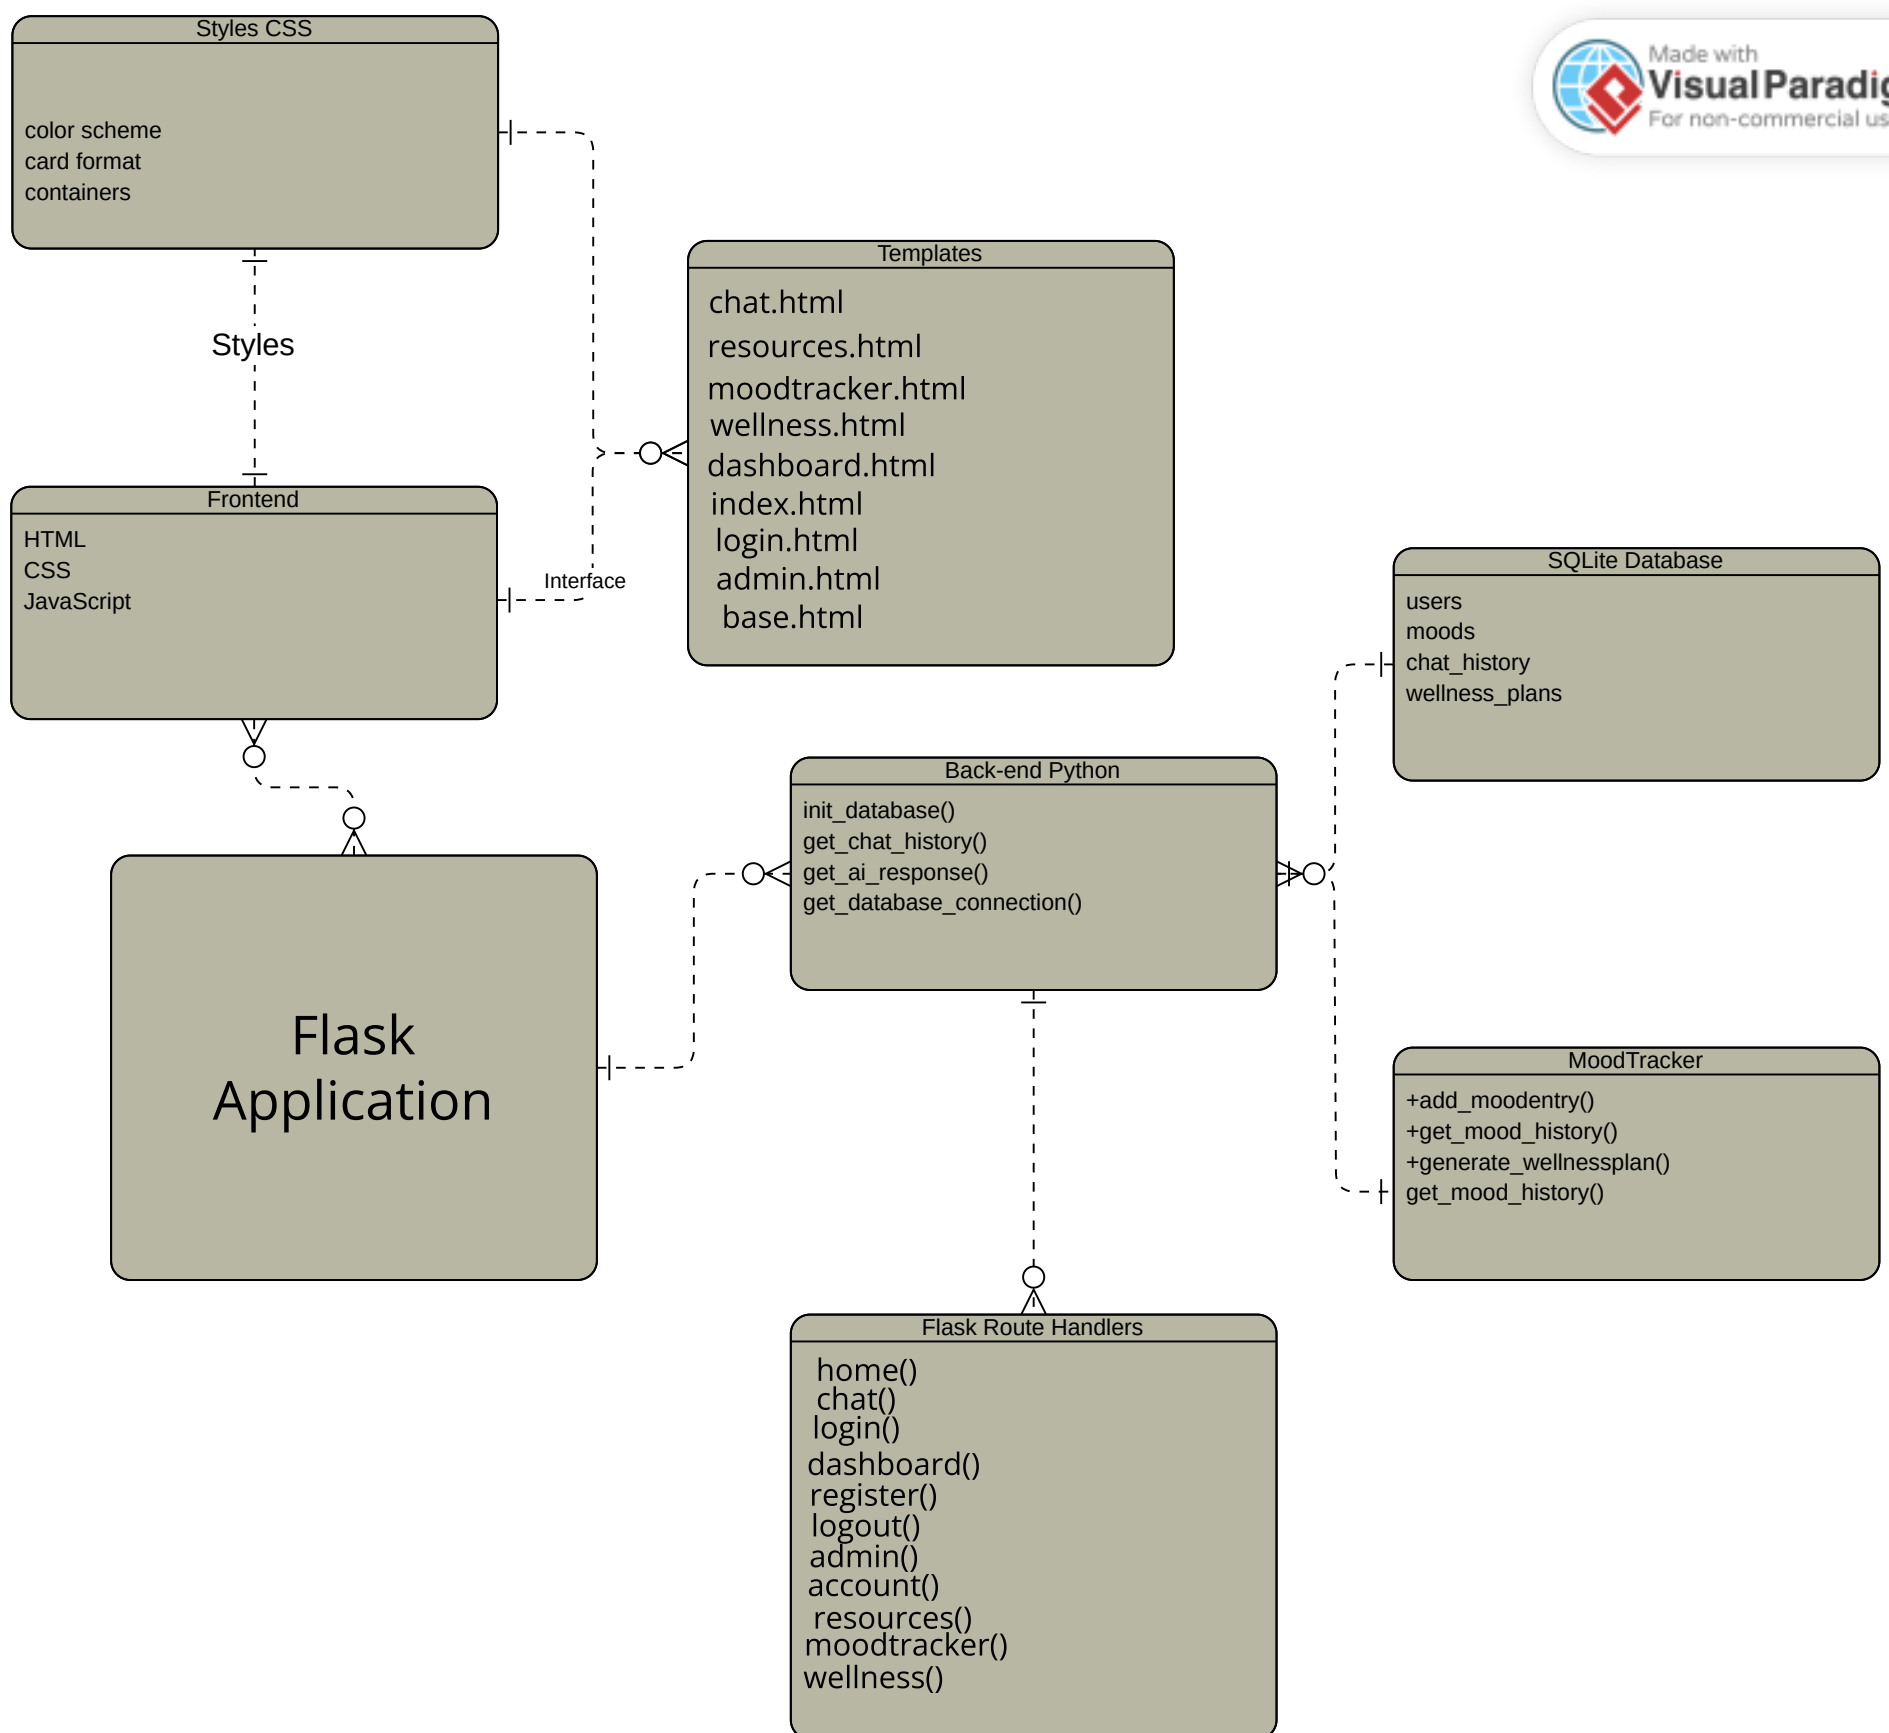 Styles CSS
color scheme
card format
containers
Made with
Visual Paradig
For non-commercial us
Styles
Templates
chat.html
resources.html
moodtracker.html
wellness.html
dashboard.html
index.html
login.html
admin.html
base.html
Interface
Frontend
HTML
CSS
JavaScript
SQLite Database
users
moods
chat_history
wellness_plans
Back-end Python
init_database()
get_chat_history()
get_ai_response()
get_database_connection()
Flask
Application
MoodTracker
+add_moodentry()
+get_mood_history()
+generate_wellnessplan()
get_mood_history()
Flask Route Handlers
home()
chat()
login()
dashboard()
register()
logout()
admin()
account()
resources()
moodtracker()
wellness()